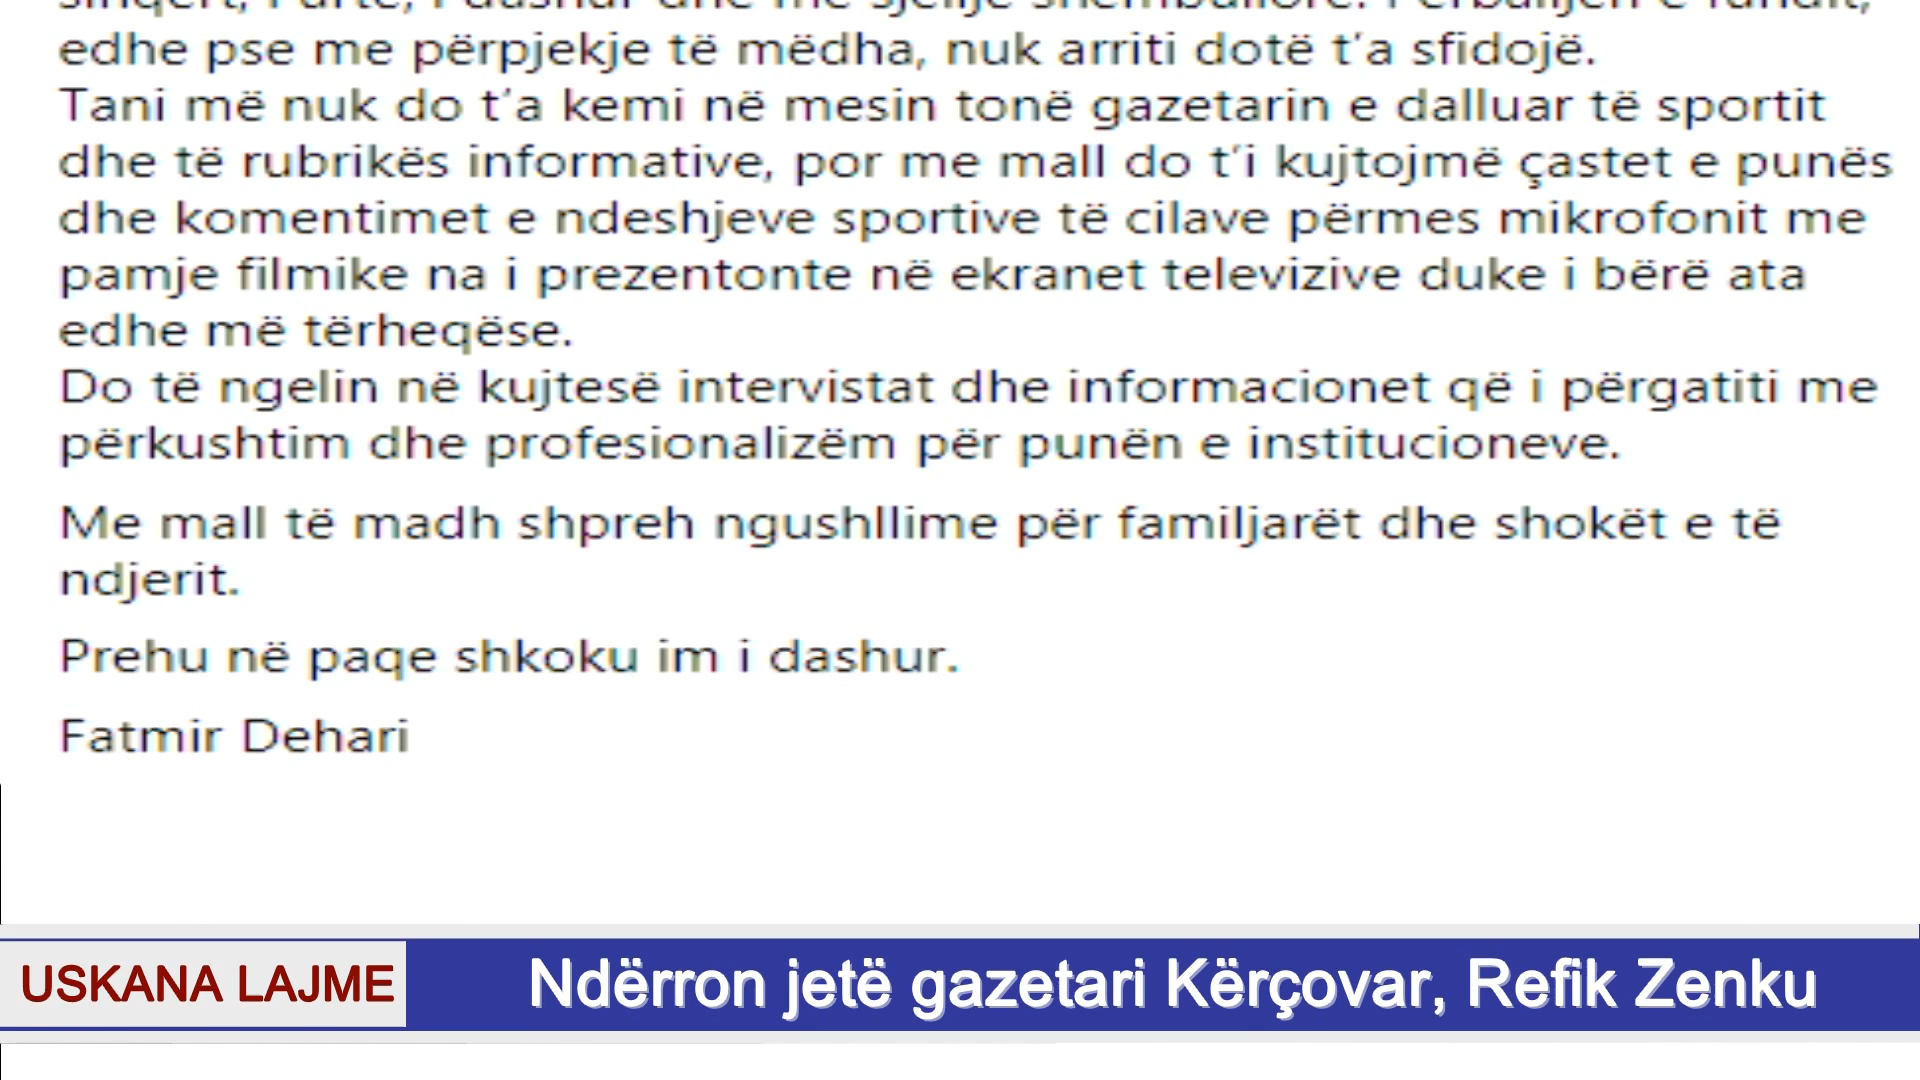 edhe pse me përpjekje të mëdha, nuk arriti dotë t'a sfidojë.
Tani më nuk do t'a kemi në mesin tonë gazetarin e dalluar të sportit
dhe të rubrikës informative, por me mall do t'i kujtojmë çastet e punës
dhe komentimet e ndeshjeve sportive të cilave përmes mikrofonit me
pamje filmike na i prezentonte në ekranet televizive duke i bërë ata
edhe më tërheqëse.
Do të ngelin në kujtesë intervistat dhe informacionet që i përgatiti me
përkushtim dhe profesionalizëm për punën e institucioneve.
Me mall të madh shpreh ngushllime për familjarët dhe shokët e të
ndjerit.
Prehu në paqe shkoku im i dashur.
Fatmir Dehari
USKANA LAJME
Ndërron jetë gazetari Kërçovar, Refik Zenku